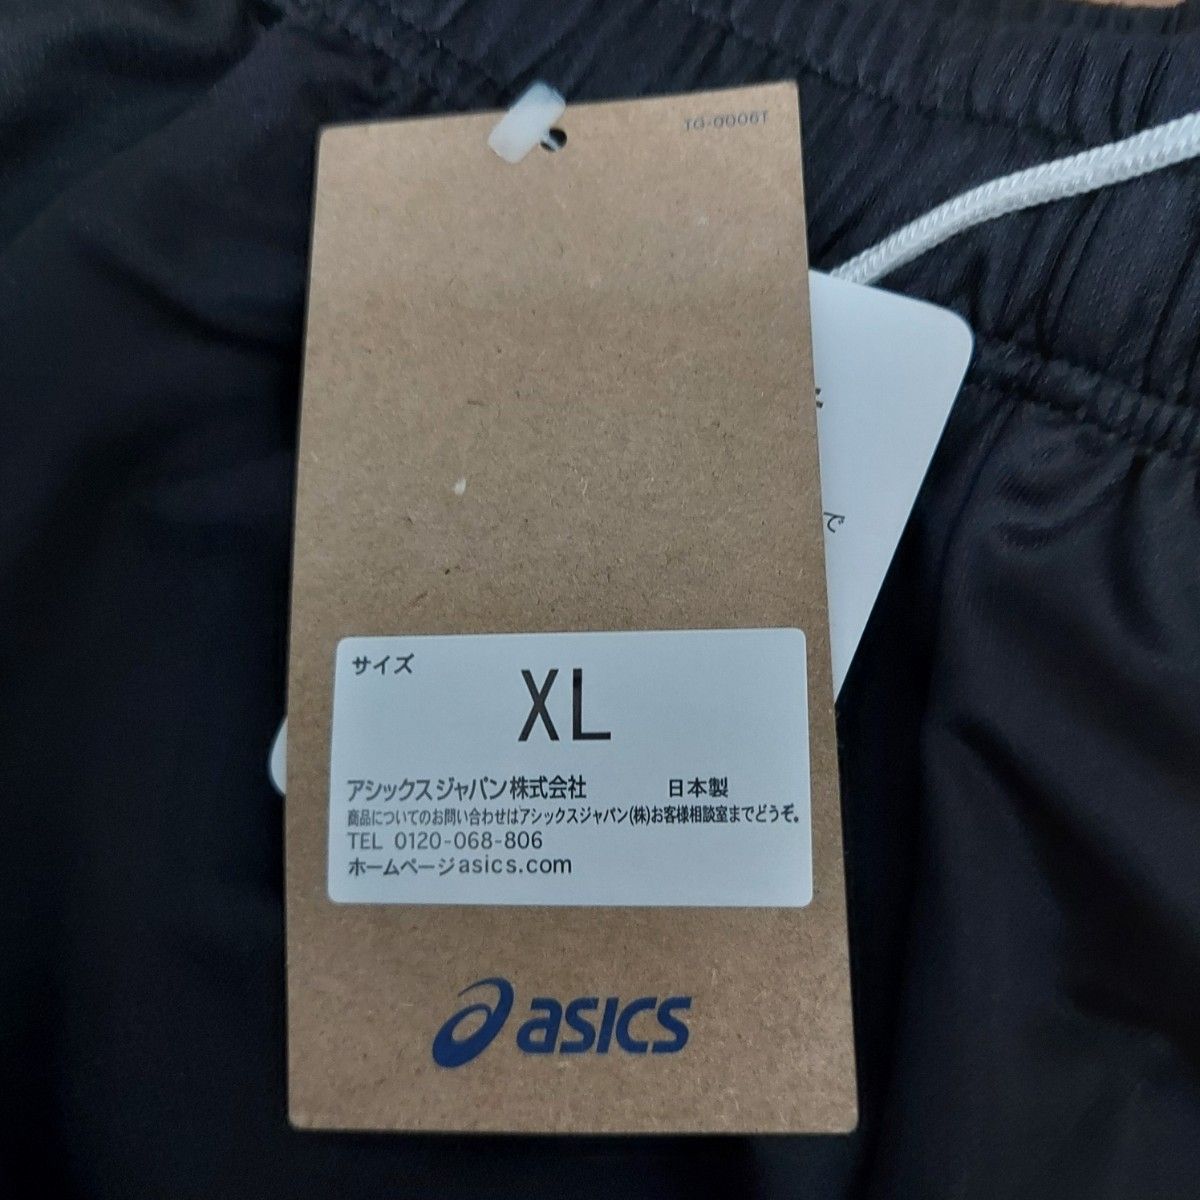 TG-0006T
で
サイズ
XL
アシックスジャパン株式会社 日本製
商品についてのお問い合わせはアシックスジャパン(株)お客様相談室までどうぞ。
TEL 0120-068-806
ホームページasics.com
asics